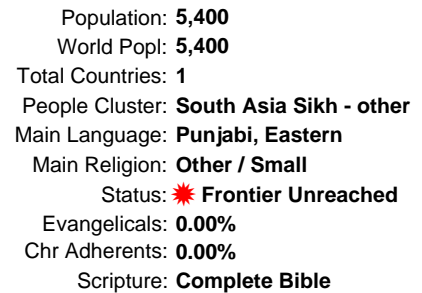 Population: 5,400
World Popl: 5,400
Total Countries: 1
People Cluster: South Asia Sikh - other
Main Language: Punjabi, Eastern
Main Religion: Other / Small
Status: Frontier Unreached
Evangelicals: 0.00%
Chr Adherents: 0.00%
Scripture: Complete Bible